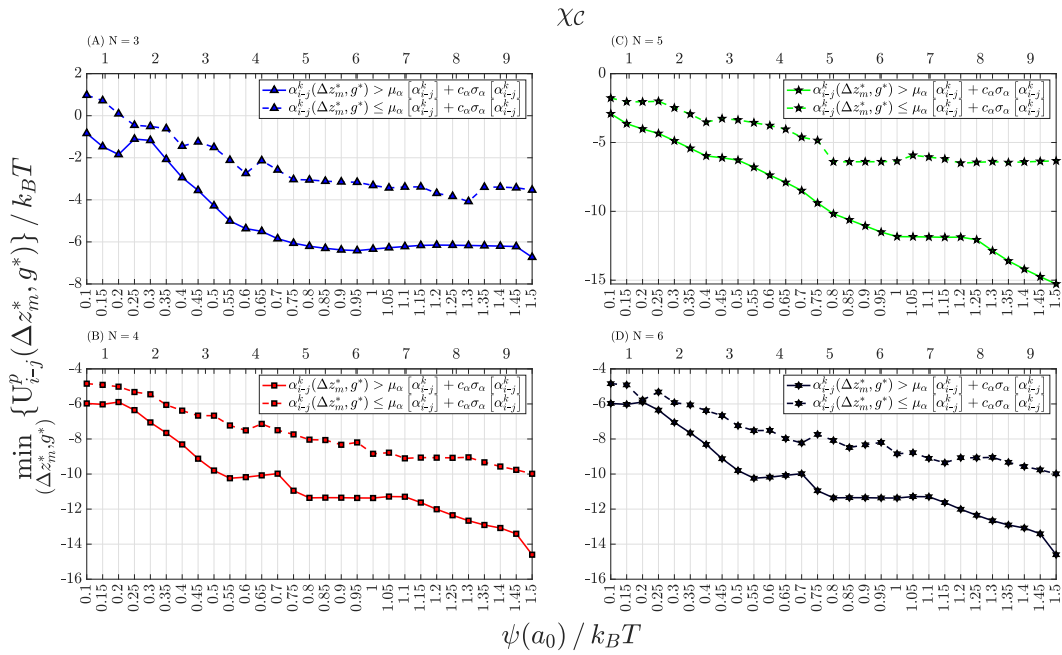 χ_C
(A) N = 3
1 2 3 4 5 6 7 8 9
α^k_{i-j}(Δz*_m, g*) > μ_α [α^k_{i-j}] + c_α σ_α [α^k_{i-j}]
α^k_{i-j}(Δz*_m, g*) ≤ μ_α [α^k_{i-j}] + c_α σ_α [α^k_{i-j}]
2
0
-2
-4
-6
-8
0.1 0.15 0.2 0.25 0.3 0.35 0.4 0.45 0.5 0.55 0.6 0.65 0.7 0.75 0.8 0.85 0.9 0.95 1 1.05 1.1 1.15 1.2 1.25 1.3 1.35 1.4 1.45 1.5
(C) N = 5
1 2 3 4 5 6 7 8 9
α^k_{i-j}(Δz*_m, g*) > μ_α [α^k_{i-j}] + c_α σ_α [α^k_{i-j}]
α^k_{i-j}(Δz*_m, g*) ≤ μ_α [α^k_{i-j}] + c_α σ_α [α^k_{i-j}]
0
-5
-10
-15
0.1 0.15 0.2 0.25 0.3 0.35 0.4 0.45 0.5 0.55 0.6 0.65 0.7 0.75 0.8 0.85 0.9 0.95 1 1.05 1.1 1.15 1.2 1.25 1.3 1.35 1.4 1.45 1.5
min_{(Δz*_m, g*)} {U^p_{i-j}(Δz*_m, g*)} / k_B T
(B) N = 4
1 2 3 4 5 6 7 8 9
α^k_{i-j}(Δz*_m, g*) > μ_α [α^k_{i-j}] + c_α σ_α [α^k_{i-j}]
α^k_{i-j}(Δz*_m, g*) ≤ μ_α [α^k_{i-j}] + c_α σ_α [α^k_{i-j}]
-4
-6
-8
-10
-12
-14
-16
0.1 0.15 0.2 0.25 0.3 0.35 0.4 0.45 0.5 0.55 0.6 0.65 0.7 0.75 0.8 0.85 0.9 0.95 1 1.05 1.1 1.15 1.2 1.25 1.3 1.35 1.4 1.45 1.5
(D) N = 6
1 2 3 4 5 6 7 8 9
α^k_{i-j}(Δz*_m, g*) > μ_α [α^k_{i-j}] + c_α σ_α [α^k_{i-j}]
α^k_{i-j}(Δz*_m, g*) ≤ μ_α [α^k_{i-j}] + c_α σ_α [α^k_{i-j}]
-4
-6
-8
-10
-12
-14
-16
0.1 0.15 0.2 0.25 0.3 0.35 0.4 0.45 0.5 0.55 0.6 0.65 0.7 0.75 0.8 0.85 0.9 0.95 1 1.05 1.1 1.15 1.2 1.25 1.3 1.35 1.4 1.45 1.5
ψ(a_0) / k_B T